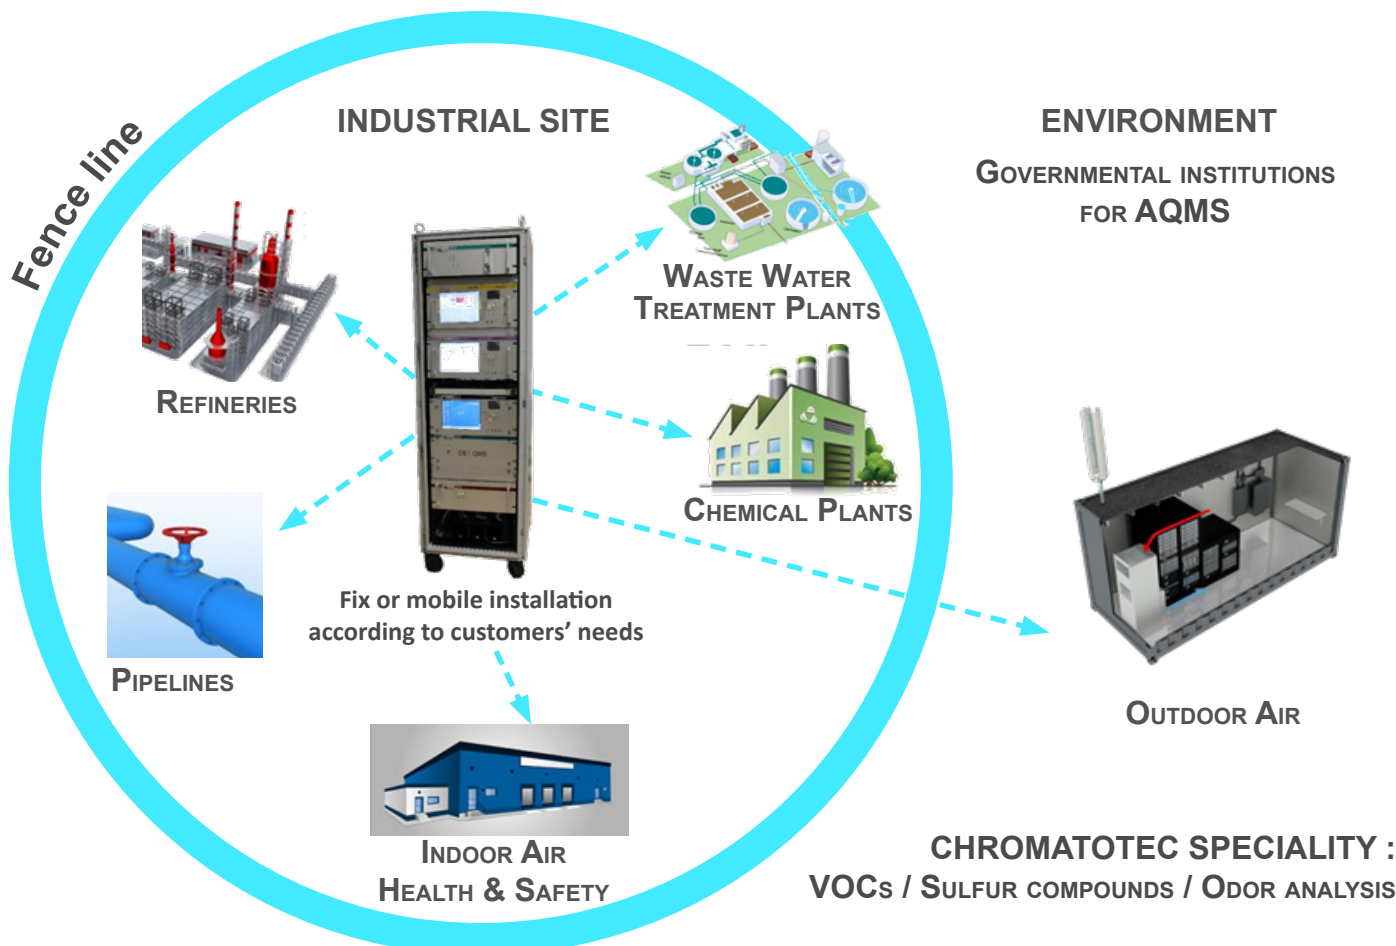 Fence line
INDUSTRIAL SITE
ENVIRONMENT
GOVERNMENTAL INSTITUTIONS
FOR AQMS
WASTE WATER
TREATMENT PLANTS
REFINERIES
CHEMICAL PLANTS
Fix or mobile installation
according to customers’ needs
PIPELINES
OUTDOOR AIR
INDOOR AIR
HEALTH & SAFETY
CHROMATOTEC SPECIALITY :
VOCS / SULFUR COMPOUNDS / ODOR ANALYSIS